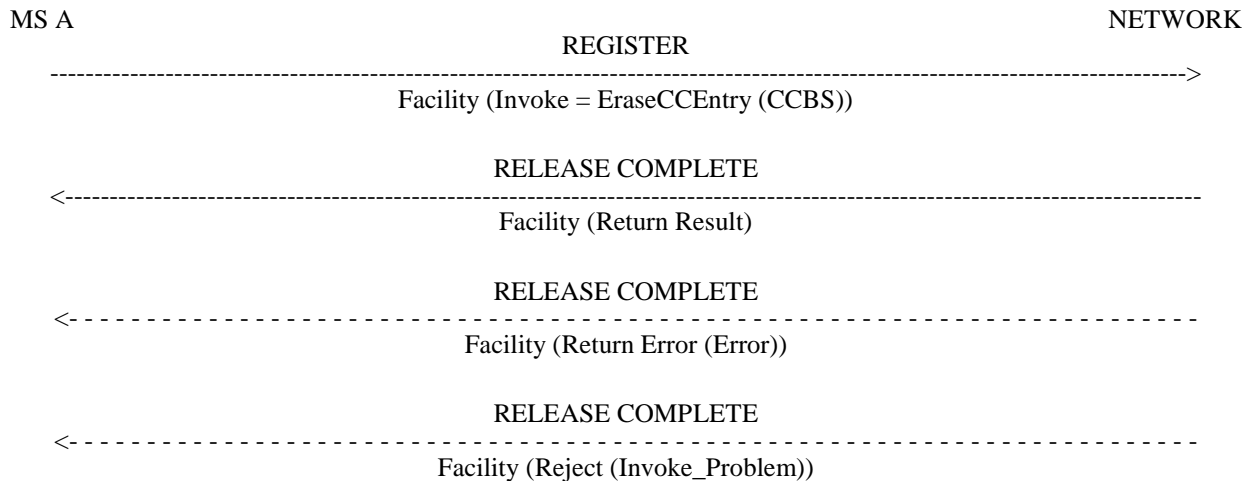 MS A NETWORK
REGISTER
Facility (Invoke = EraseCCEntry (CCBS))
RELEASE COMPLETE
Facility (Return Result)
RELEASE COMPLETE
Facility (Return Error (Error))
RELEASE COMPLETE
Facility (Reject (Invoke_Problem))